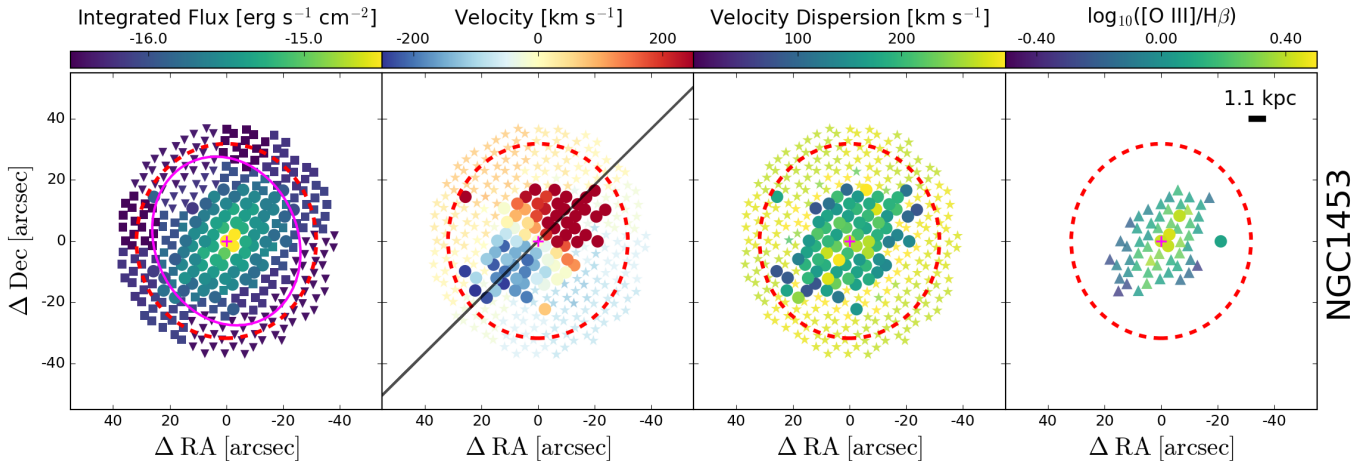 Integrated Flux [erg s⁻¹ cm⁻²]
Velocity [km s⁻¹]
Velocity Dispersion [km s⁻¹]
log₁₀([O III]/Hβ)
-16.0 -15.0
-200 0 200
100 200
-0.40 0.00 0.40
40
20
0
-20
-40
Δ Dec [arcsec]
1.1 kpc
NGC1453
40 20 0 -20 -40
40 20 0 -20 -40
40 20 0 -20 -40
40 20 0 -20 -40
Δ RA [arcsec]
Δ RA [arcsec]
Δ RA [arcsec]
Δ RA [arcsec]